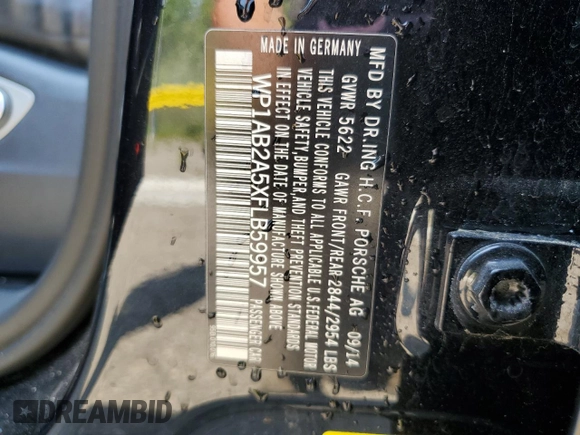 MFD BY DR.ING H.C.F. PORSCHE AG 09/14
GVWR 5622 GAWR FRONT/REAR 2844/2954 LBS
THIS VEHICLE CONFORMS TO ALL APPLICABLE U.S.FEDERAL MOTOR
VEHICLE SAFETY,BUMPER,AND THEFT PREVENTION STANDARDS
IN EFFECT ON THE DATE OF MANUFACTURE SHOWN ABOVE
WP1AB2A5XFLB59957 PASSENGER CAR
MADE IN GERMANY
DREAMBID